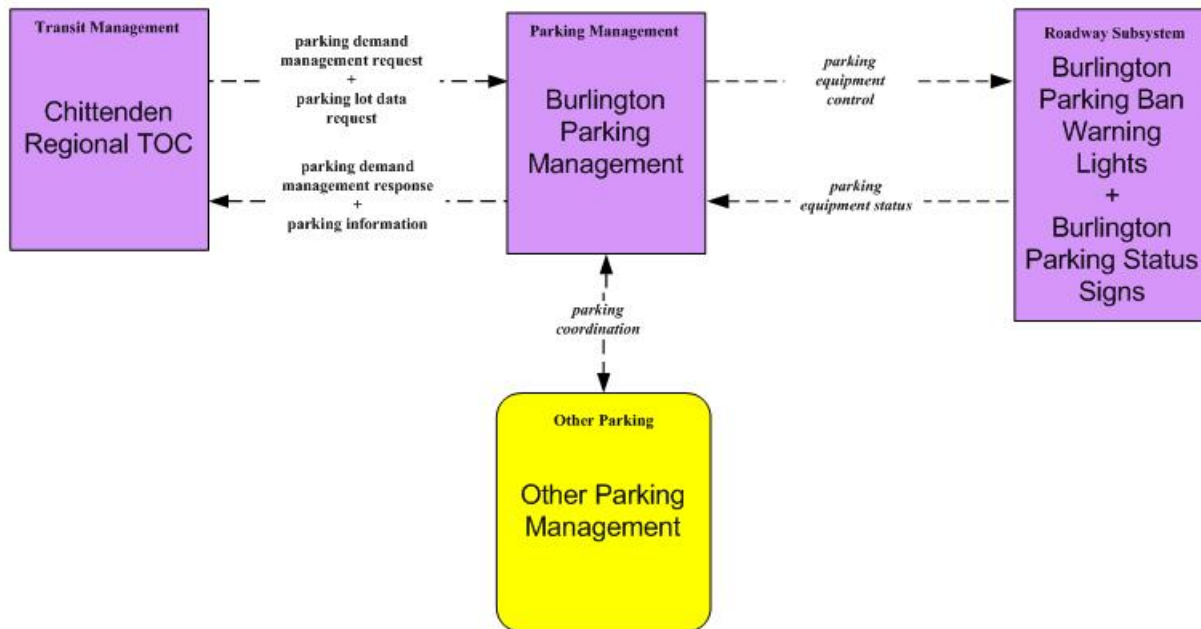 Transit Management
Chittenden
Regional TOC
parking demand
management request
+
parking lot data
request
parking demand
management response
+
parking information
Parking Management
Burlington
Parking
Management
parking
equipment
control
parking
equipment status
Roadway Subsystem
Burlington
Parking Ban
Warning
Lights
+
Burlington
Parking Status
Signs
parking
coordination
Other Parking
Other Parking
Management